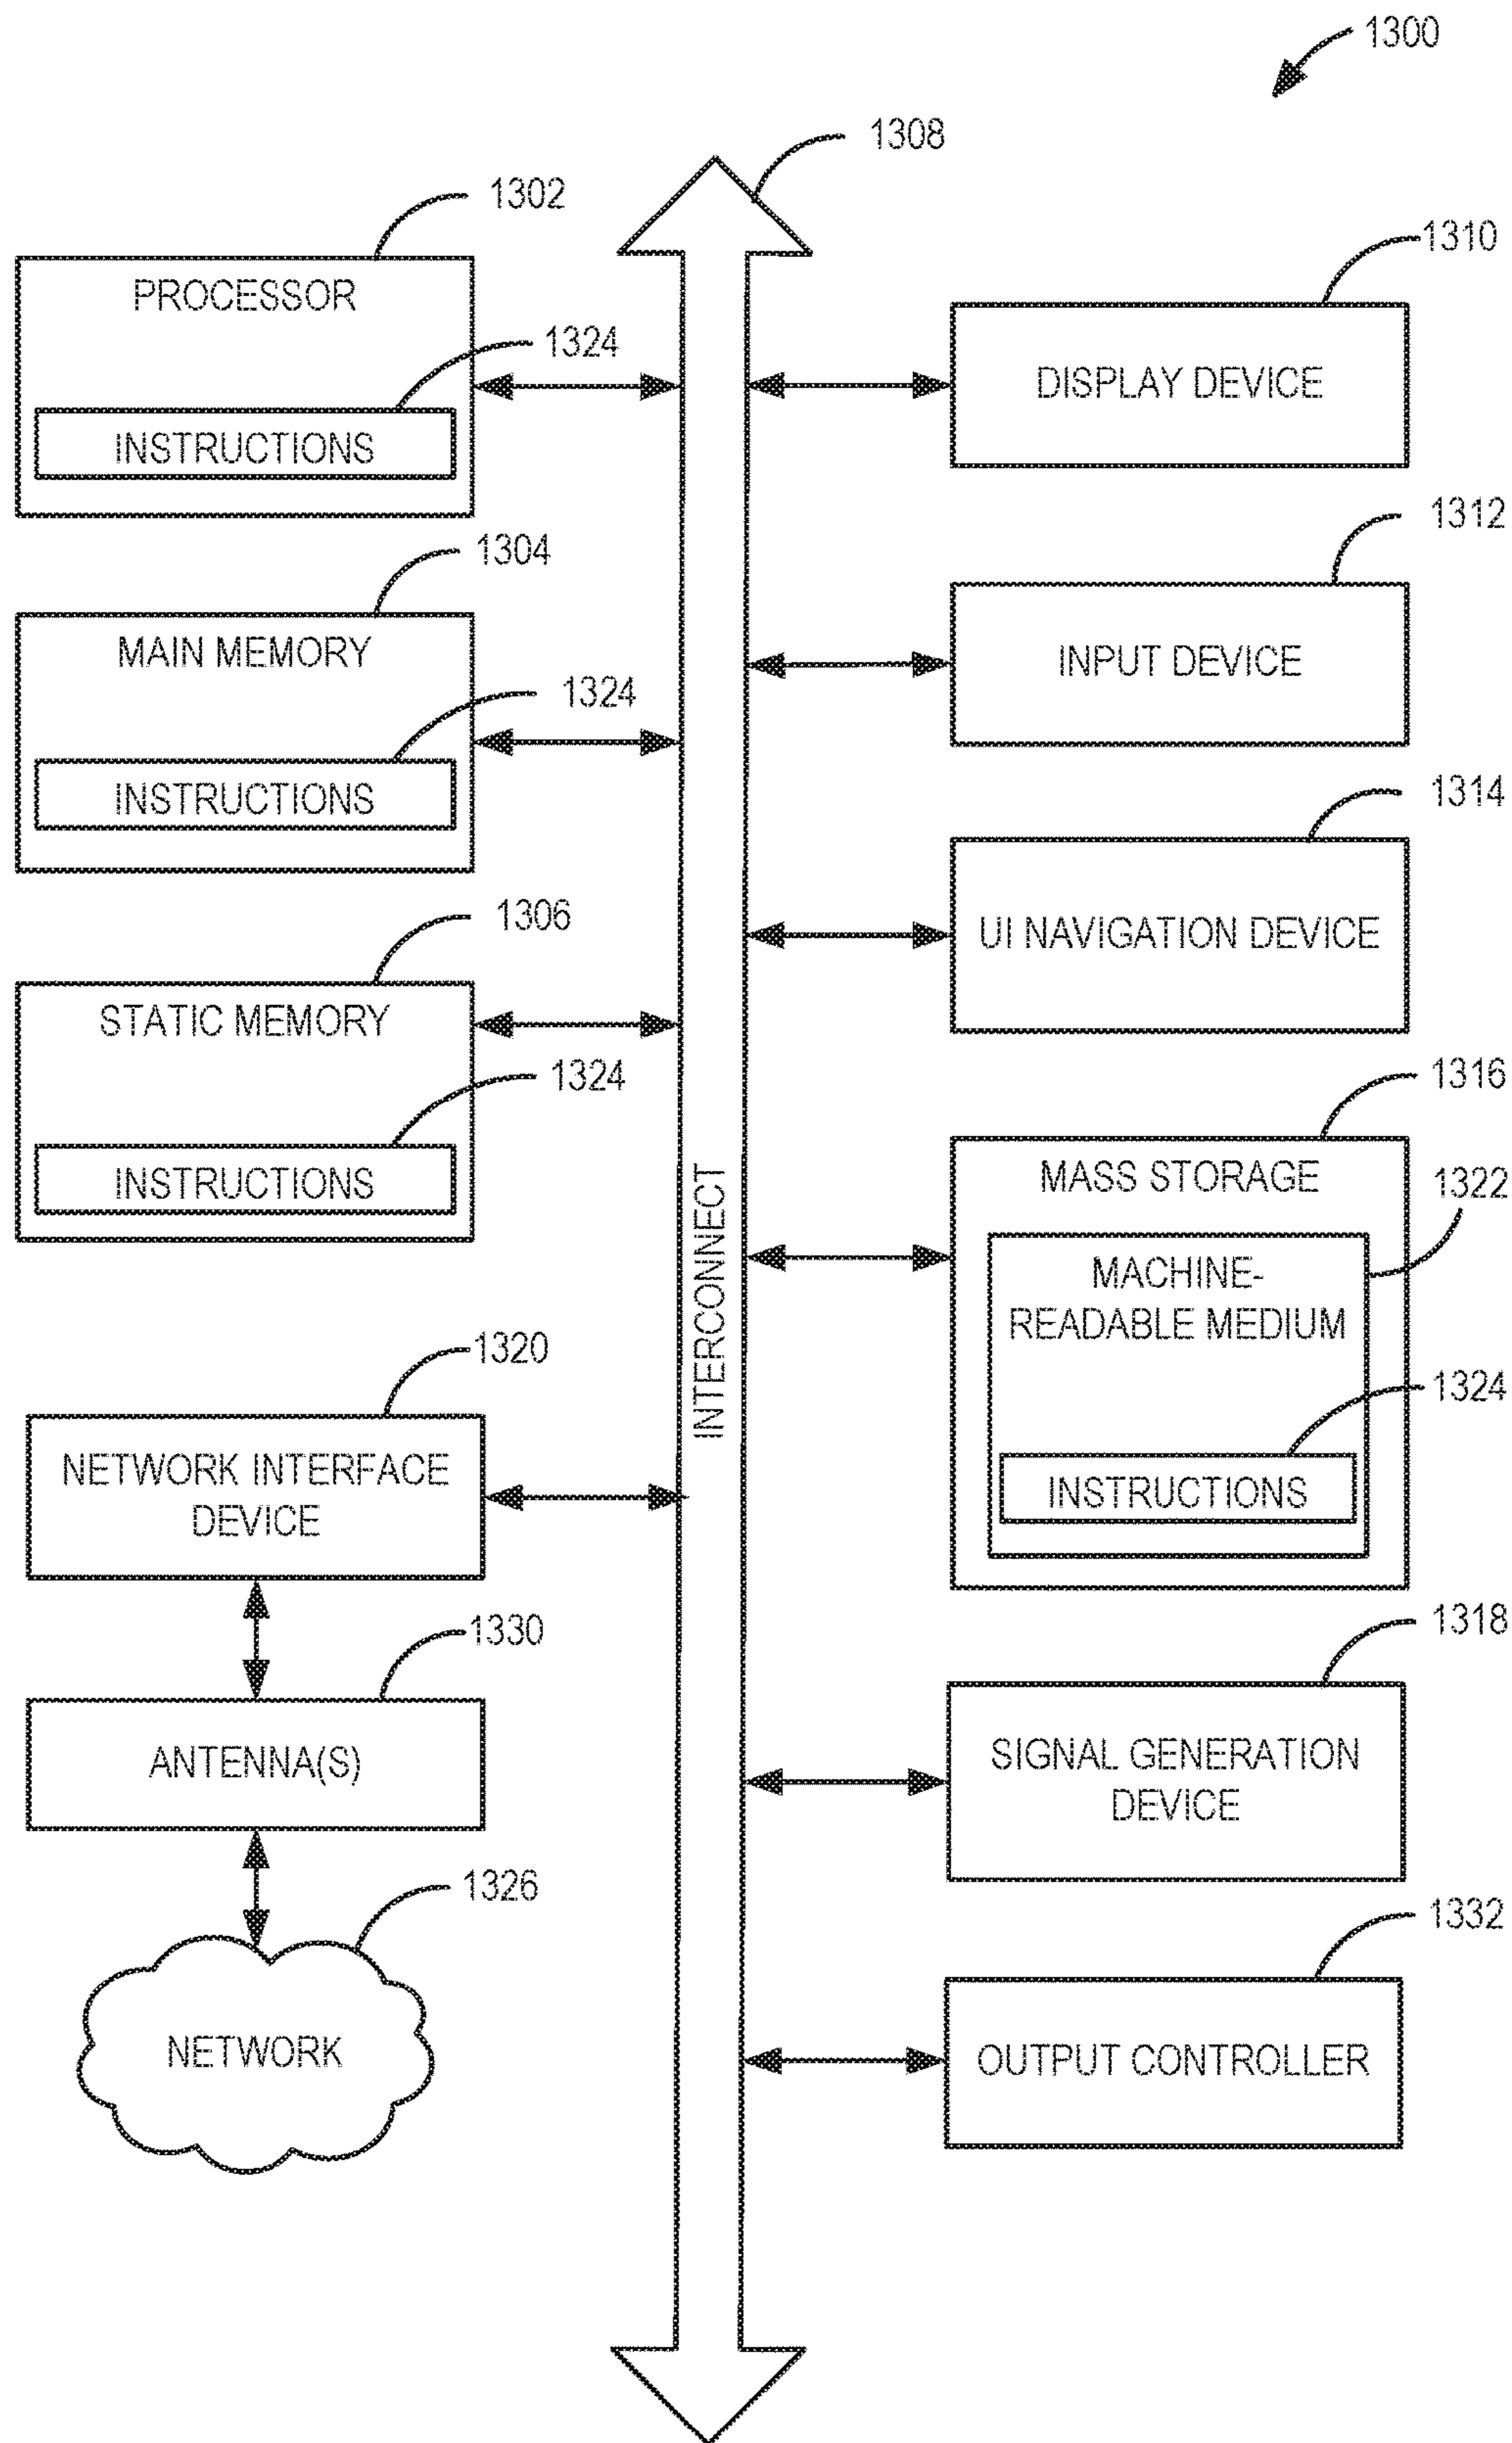 1300
1308
1302
PROCESSOR
1324
INSTRUCTIONS
1304
MAIN MEMORY
1324
INSTRUCTIONS
1306
STATIC MEMORY
1324
INSTRUCTIONS
1320
NETWORK INTERFACE
DEVICE
1330
ANTENNA(S)
1326
NETWORK
INTERCONNECT
1310
DISPLAY DEVICE
1312
INPUT DEVICE
1314
UI NAVIGATION DEVICE
1316
MASS STORAGE
1322
MACHINE-
READABLE MEDIUM
1324
INSTRUCTIONS
1318
SIGNAL GENERATION
DEVICE
1332
OUTPUT CONTROLLER